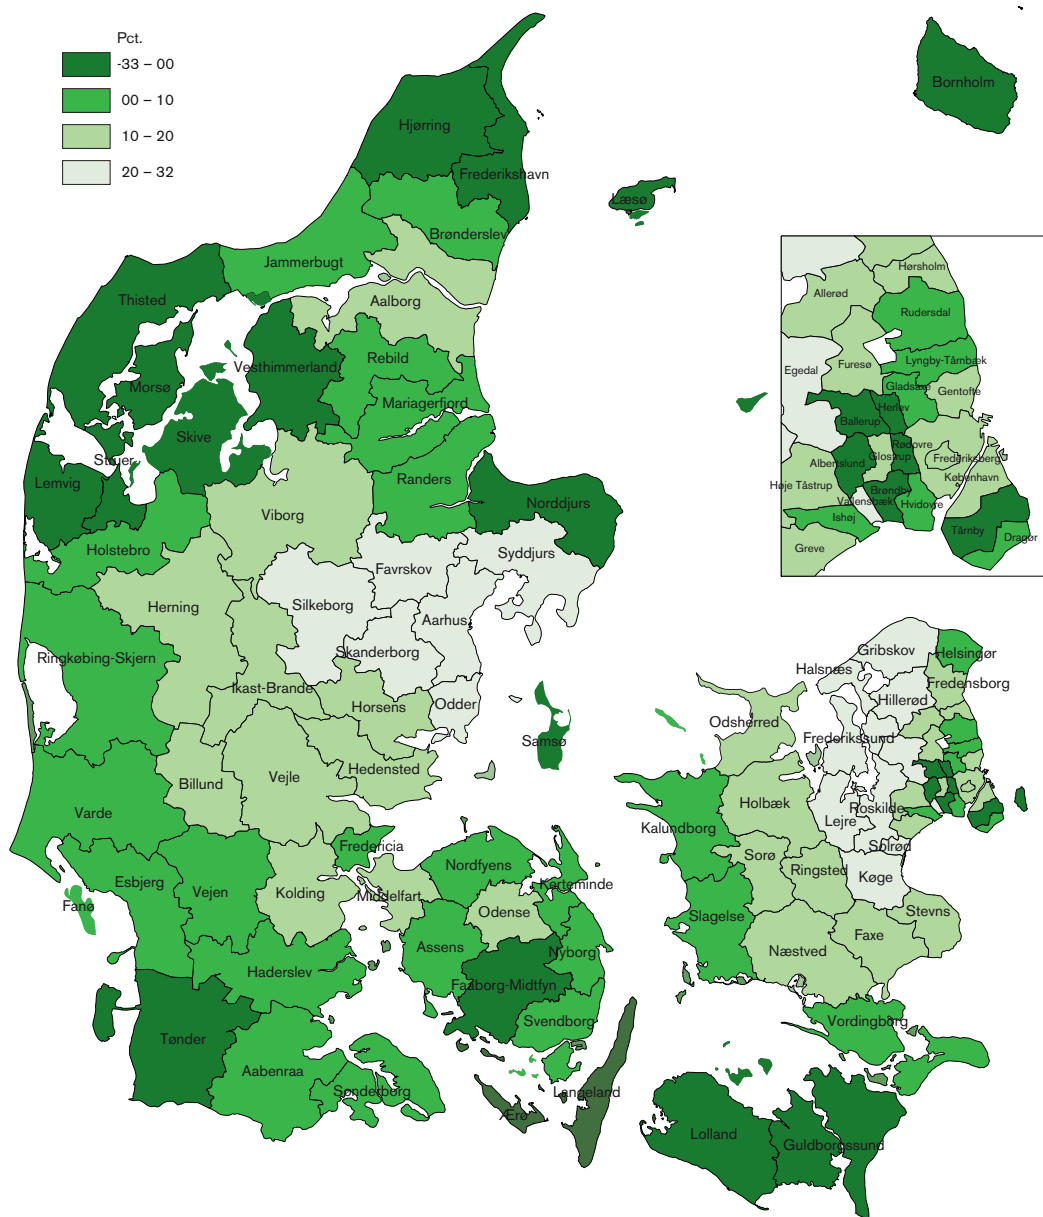 Pct.
-33 – 00
00 – 10
10 – 20
20 – 32
Bornholm
Hjørring
Frederikshavn
Læsø
Brønderslev
Jammerbugt
Thisted
Aalborg
Vesthimmerland
Rebild
Morsø
Mariagerfjord
Skive
Struer
Lemvig
Randers
Norddjurs
Viborg
Holstebro
Syddjurs
Favrskov
Herning
Silkeborg
Aarhus
Skanderborg
Ringkøbing-Skjern
Ikast-Brande
Horsens
Odder
Samsø
Hedensted
Billund
Vejle
Varde
Fredericia
Esbjerg
Vejen
Kolding
Middelfart
Fanø
Nordfyens
Kerteminde
Odense
Assens
Nyborg
Haderslev
Faaborg-Midtfyn
Svendborg
Tønder
Aabenraa
Sønderborg
Langeland
Ærø
Hørsholm
Allerød
Rudersdal
Egedal
Furesø
Lyngby-Tårnbæk
Gladsaxe
Gentofte
Herlev
Ballerup
Rødovre
Glostrup
Albertslund
Frederiksberg
København
Høje Tåstrup
Brøndby
Vallensbæk
Hvidovre
Ishøj
Tårnby
Dragør
Greve
Gribskov
Helsingør
Halsnæs
Fredensborg
Hillerød
Odsherred
Frederikssund
Holbæk
Roskilde
Lejre
Kalundborg
Solrød
Sorø
Ringsted
Køge
Slagelse
Stevns
Faxe
Næstved
Vordingborg
Lolland
Guldborgssund